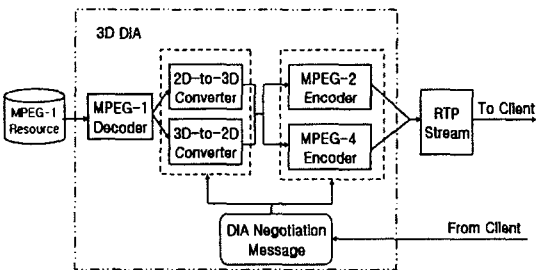 3D DIA
MPEG-1
Resource
MPEG-1
Decoder
2D-to-3D
Converter
3D-to-2D
Converter
MPEG-2
Encoder
MPEG-4
Encoder
RTP
Stream
To Client
DIA Negotiation
Message
From Client